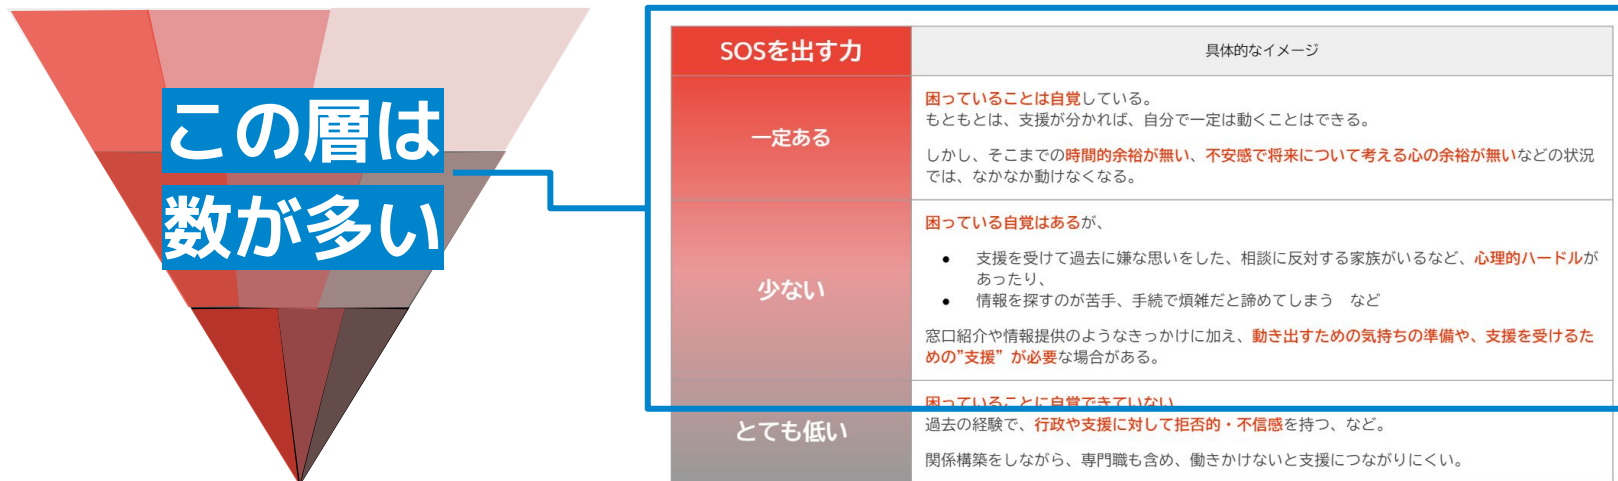 この層は
数が多い
SOSを出す力
具体的なイメージ
一定ある
困っていることは自覚している。
もともとは、支援が分かれば、自分で一定は動くことはできる。
しかし、そこまでの時間的余裕が無い、不安感で将来について考える心の余裕が無いなどの状況
では、なかなか動けなくなる。
少ない
困っている自覚はあるが、
● 支援を受けて過去に嫌な思いをした、相談に反対する家族がいるなど、心理的ハードルが
あったり、
● 情報を探すのが苦手、手続で煩雑だと諦めてしまう　など
窓口紹介や情報提供のようなきっかけに加え、動き出すための気持ちの準備や、支援を受けるた
めの”支援”が必要な場合がある。
とても低い
困っていることに自覚できていない
過去の経験で、行政や支援に対して拒否的・不信感を持つ、など。
関係構築をしながら、専門職も含め、働きかけないと支援につながりにくい。